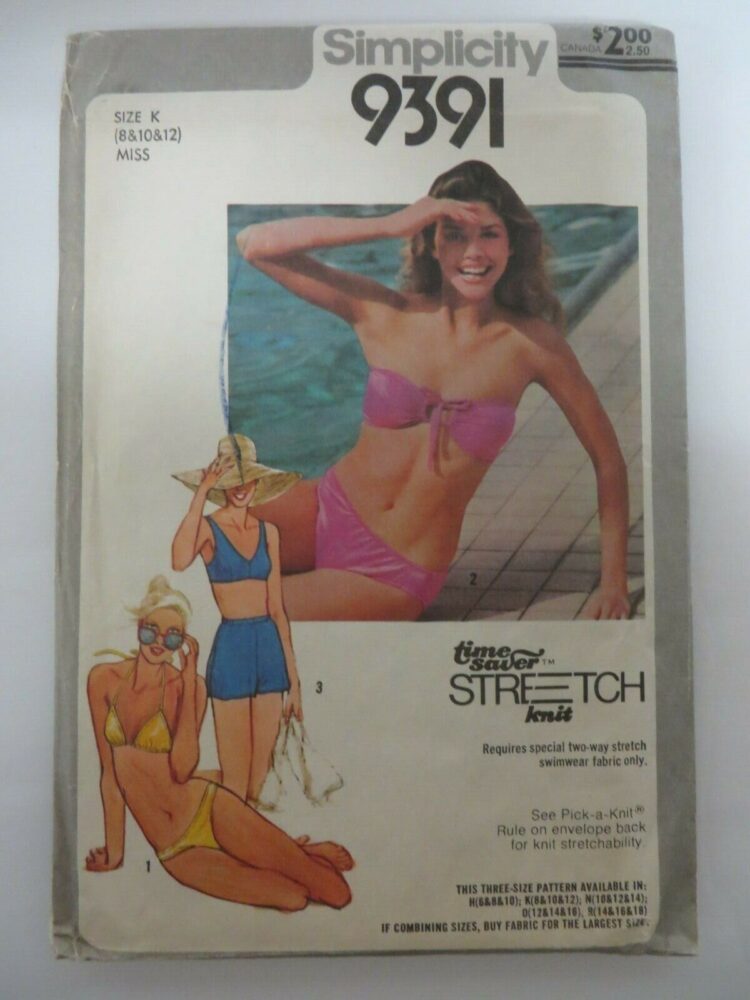 Simplicity
$2.00
CANADA 2.50
9391
SIZE K
(8&10&12)
MISS
2
3
1
time
saver™
STRETCH
knit
Requires special two-way stretch
swimwear fabric only.
See Pick-a-Knit®
Rule on envelope back
for knit stretchability.
THIS THREE-SIZE PATTERN AVAILABLE IN:
H(6&8&10); K(8&10&12); N(10&12&14);
O(12&14&16), R(14&16&18)
IF COMBINING SIZES, BUY FABRIC FOR THE LARGEST SIZE.